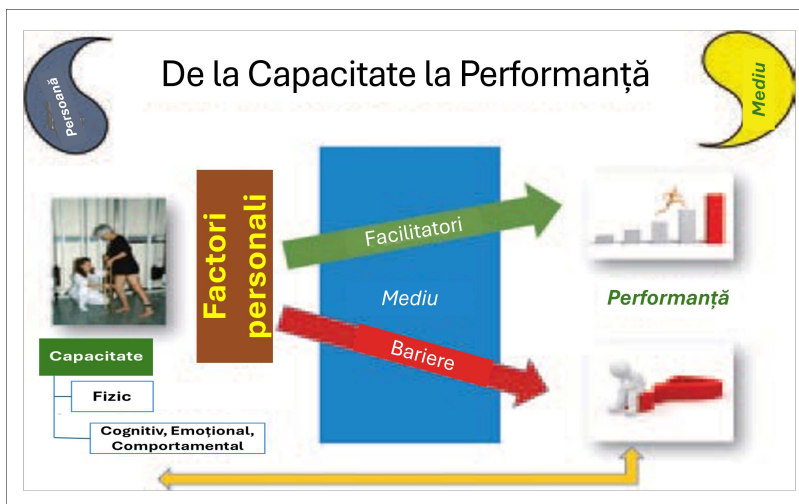 De la Capacitate la Performanță
Persoană
Mediu
Factori
personali
Facilitatori
Mediu
Bariere
Performanță
Capacitate
Fizic
Cognitiv, Emoțional,
Comportamental